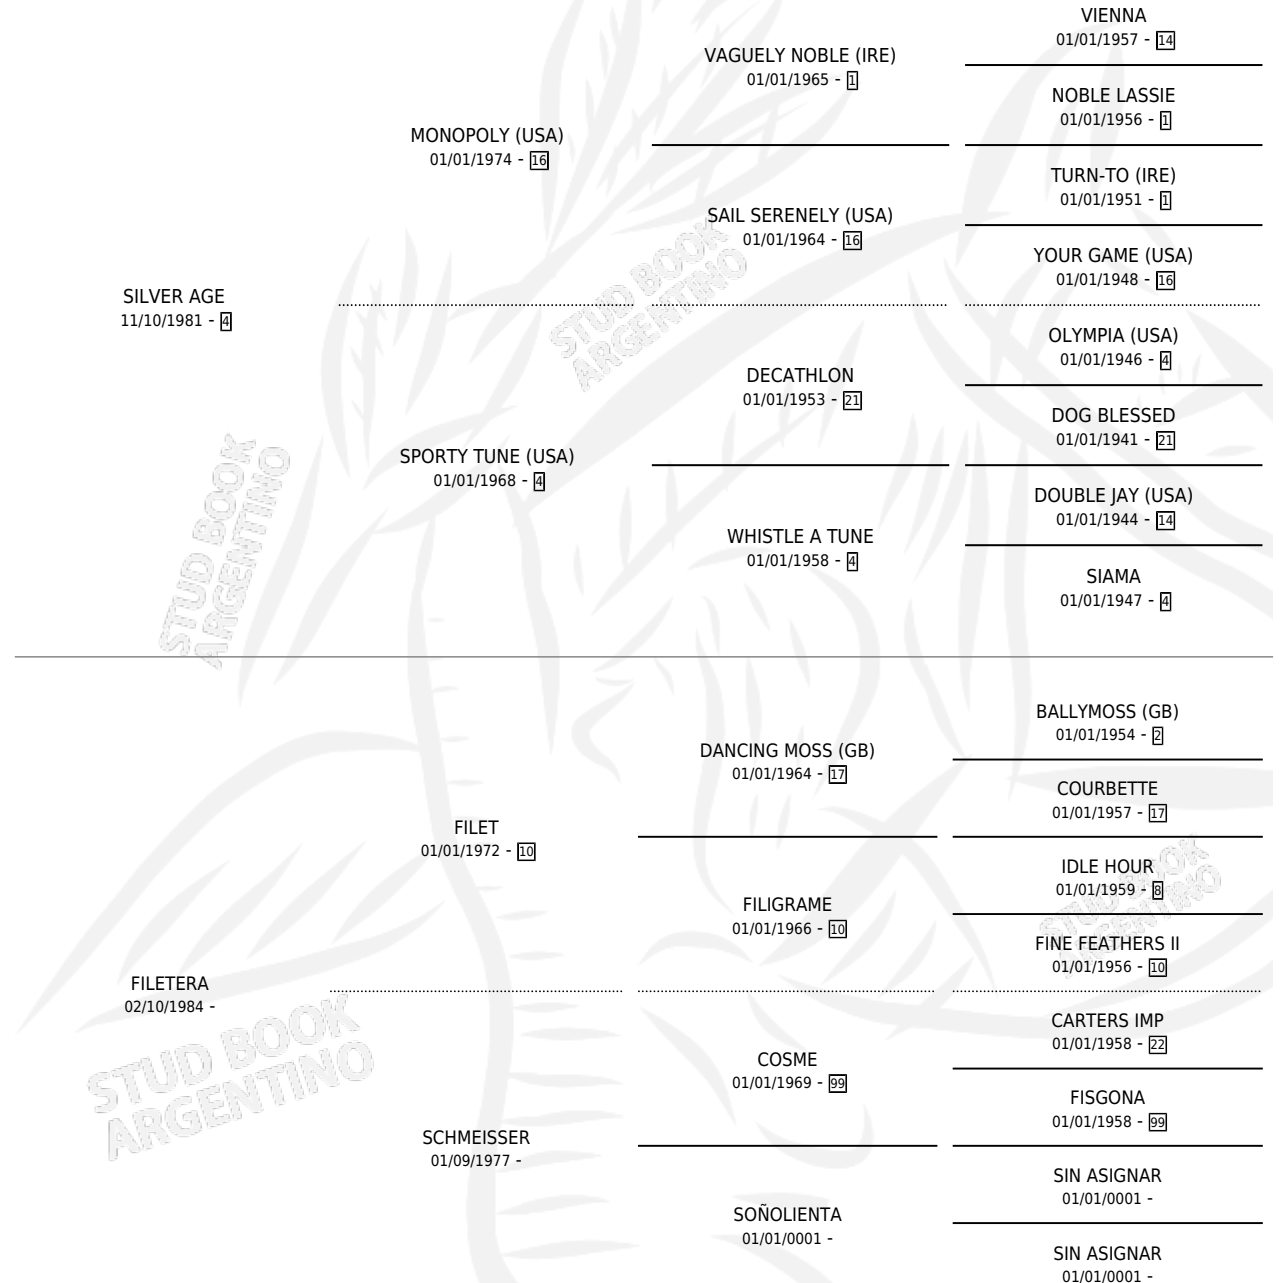 VIENNA
01/01/1957 - 14
VAGUELY NOBLE (IRE)
01/01/1965 - 1
NOBLE LASSIE
01/01/1956 - 1
MONOPOLY (USA)
01/01/1974 - 16
TURN-TO (IRE)
01/01/1951 - 1
SAIL SERENELY (USA)
01/01/1964 - 16
YOUR GAME (USA)
01/01/1948 - 16
SILVER AGE
11/10/1981 - 4
OLYMPIA (USA)
01/01/1946 - 4
DECATHLON
01/01/1953 - 21
DOG BLESSED
01/01/1941 - 21
SPORTY TUNE (USA)
01/01/1968 - 4
DOUBLE JAY (USA)
01/01/1944 - 14
WHISTLE A TUNE
01/01/1958 - 4
SIAMA
01/01/1947 - 4
BALLYMOSS (GB)
01/01/1954 - 2
DANCING MOSS (GB)
01/01/1964 - 17
COURBETTE
01/01/1957 - 17
FILET
01/01/1972 - 10
IDLE HOUR
01/01/1959 - 8
FILIGRAME
01/01/1966 - 10
FINE FEATHERS II
01/01/1956 - 10
FILETERA
02/10/1984 -
CARTERS IMP
01/01/1958 - 22
COSME
01/01/1969 - 99
FISGONA
01/01/1958 - 99
SCHMEISSER
01/09/1977 -
SIN ASIGNAR
01/01/0001 -
SOÑOLIENTA
01/01/0001 -
SIN ASIGNAR
01/01/0001 -
STUD BOOK
ARGENTINO
STUD BOOK
ARGENTINO
STUD BOOK
ARGENTINO
STUD BOOK
ARGENTINO